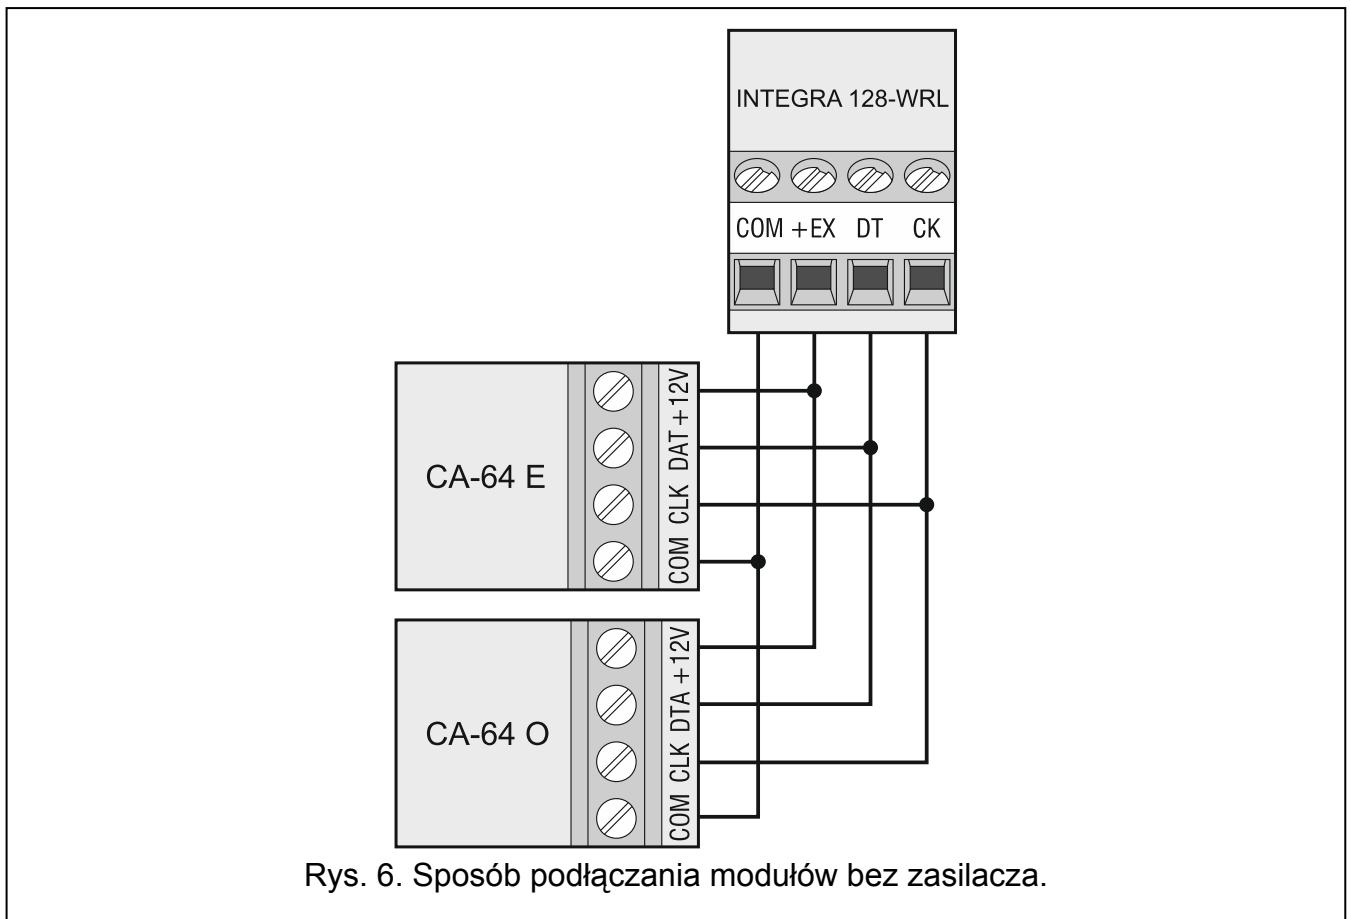 INTEGRA 128-WRL
COM +EX DT CK
CA-64 E
COM CLK DAT +12V
CA-64 O
COM CLK DTA +12V
Rys. 6. Sposób podłączania modułów bez zasilacza.